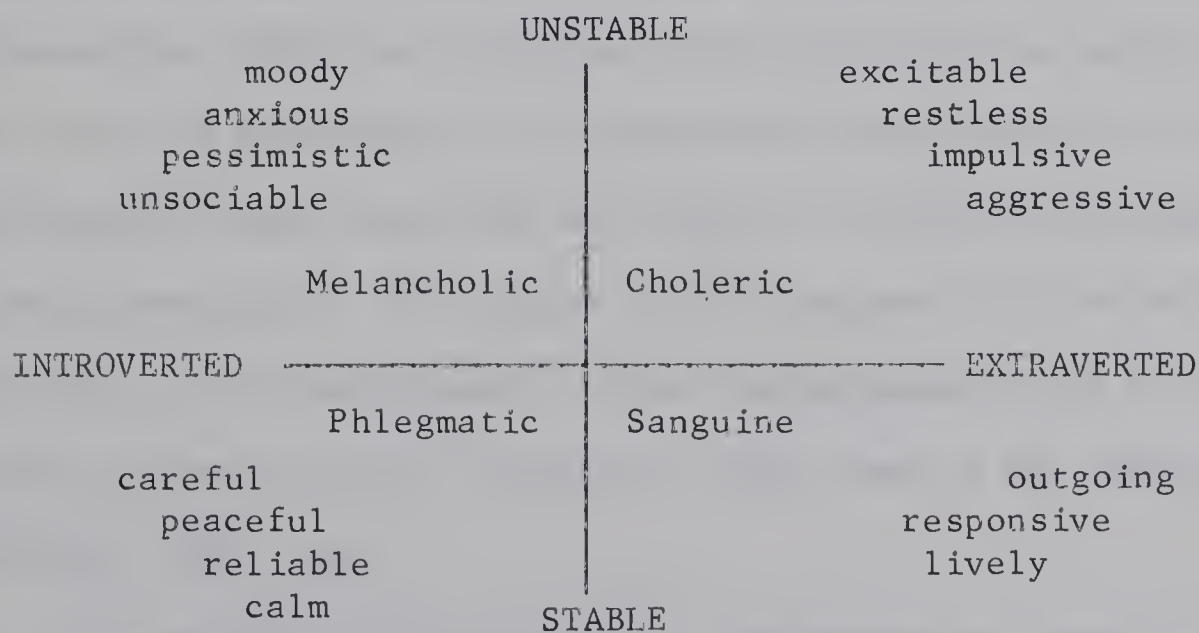 UNSTABLE
moody excitable
anxious restless
pessimistic impulsive
unsociable aggressive
Melancholic Choleric
INTROVERTED EXTRAVERTED
Phlegmatic Sanguine
careful outgoing
peaceful responsive
reliable lively
calm
STABLE